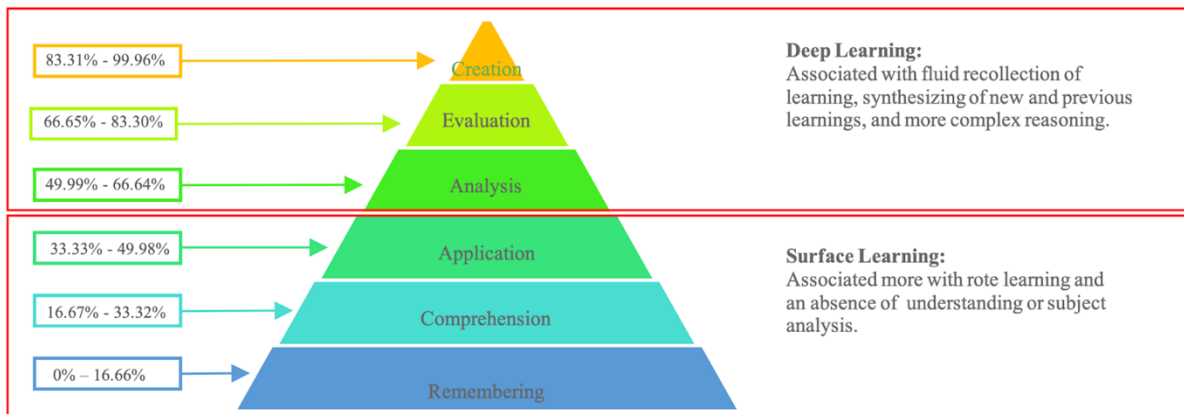 83.31% - 99.96%
Creation
Deep Learning:
Associated with fluid recollection of
learning, synthesizing of new and previous
learnings, and more complex reasoning.
66.65% - 83.30%
Evaluation
49.99% - 66.64%
Analysis
33.33% - 49.98%
Application
Surface Learning:
Associated more with rote learning and
an absence of understanding or subject
analysis.
16.67% - 33.32%
Comprehension
0% – 16.66%
Remembering